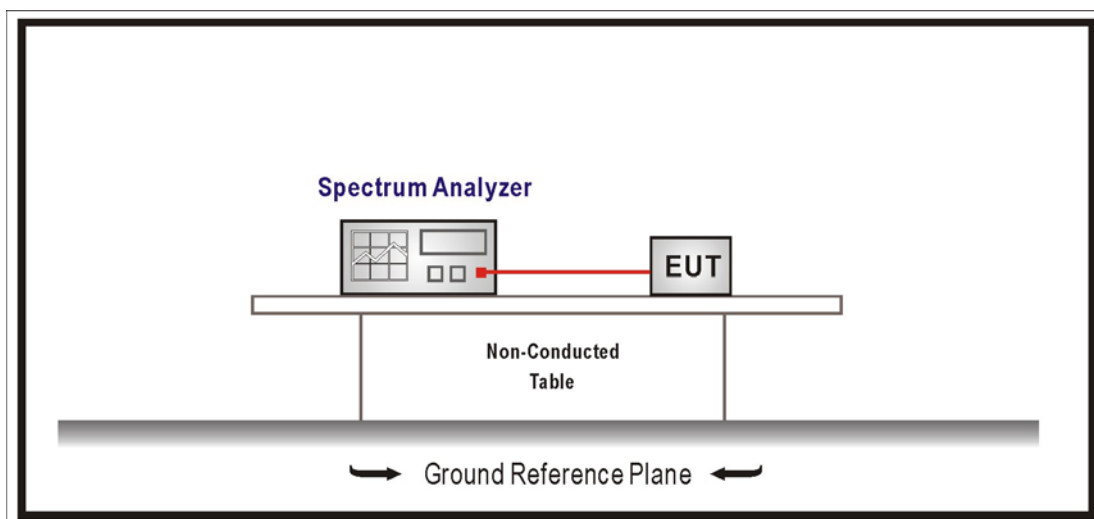 Spectrum Analyzer
EUT
Non-Conducted
Table
Ground Reference Plane